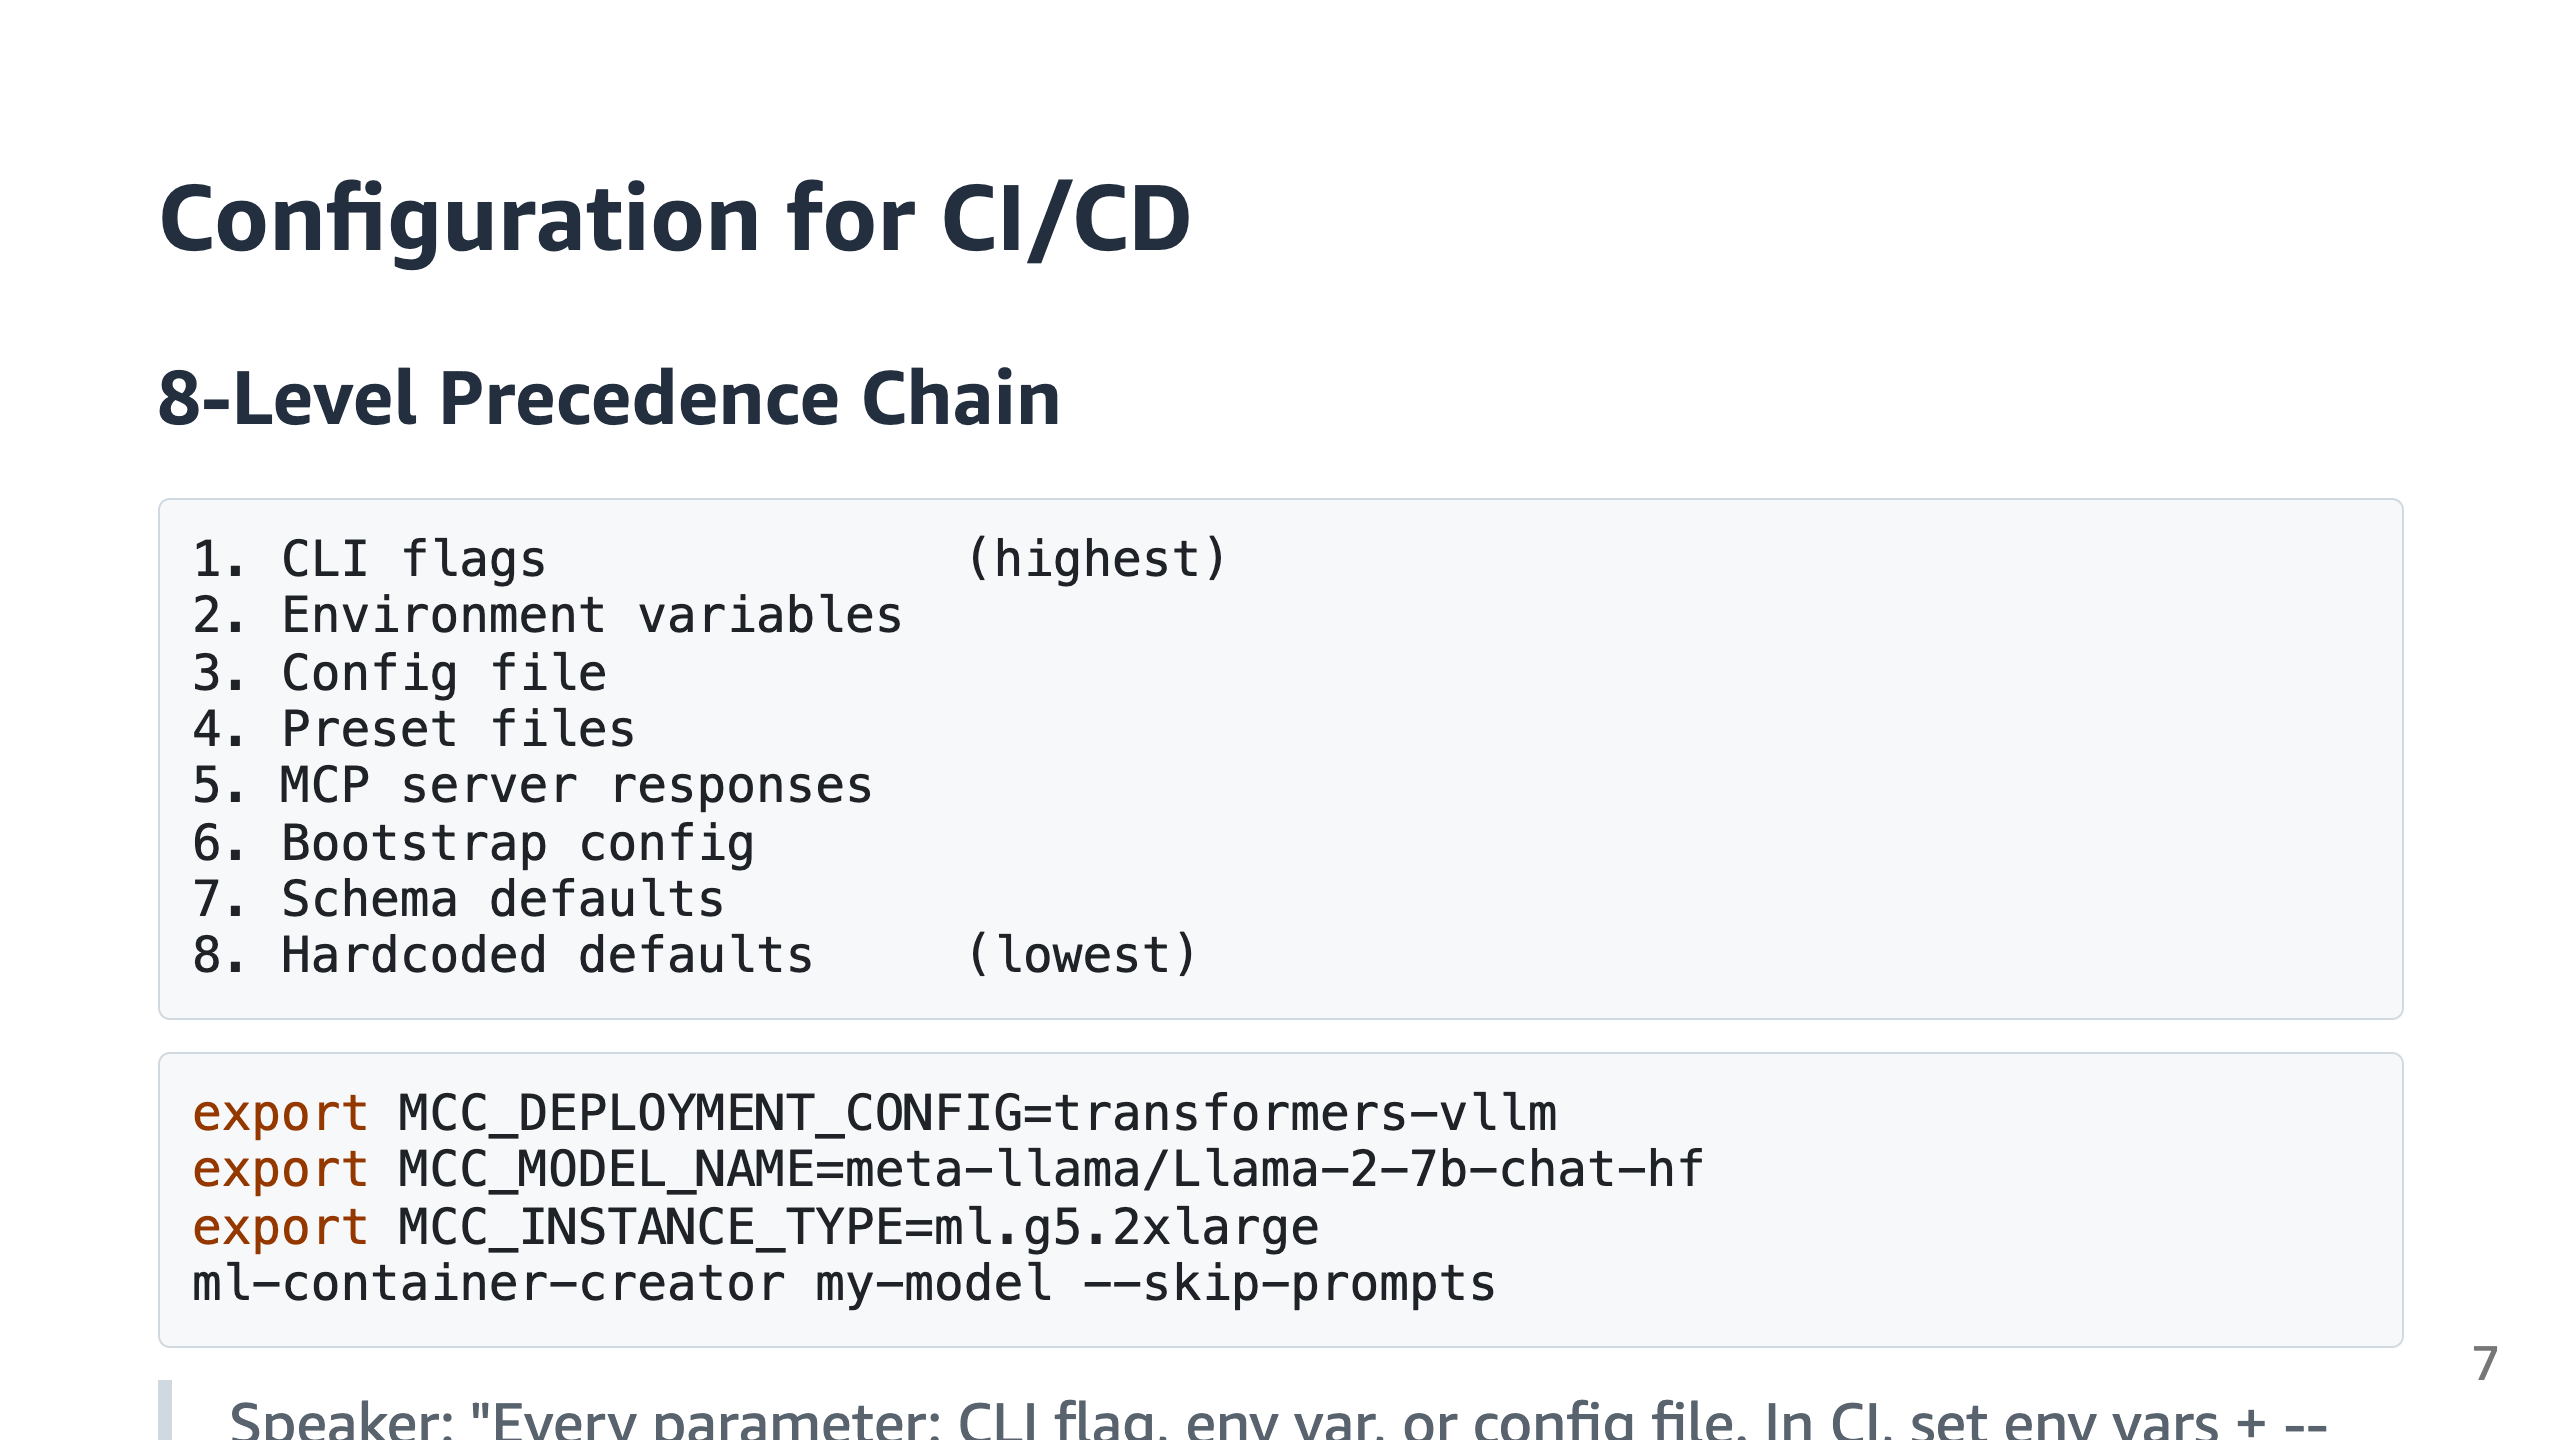 Configuration for CI/CD
8-Level Precedence Chain
1. CLI flags (highest)
2. Environment variables
3. Config file
4. Preset files
5. MCP server responses
6. Bootstrap config
7. Schema defaults
8. Hardcoded defaults (lowest)
export MCC_DEPLOYMENT_CONFIG=transformers-vllm
export MCC_MODEL_NAME=meta-llama/Llama-2-7b-chat-hf
export MCC_INSTANCE_TYPE=ml.g5.2xlarge
ml-container-creator my-model --skip-prompts
7
Speaker: "Every parameter: CLI flag, env var, or config file. In CI, set env vars + --